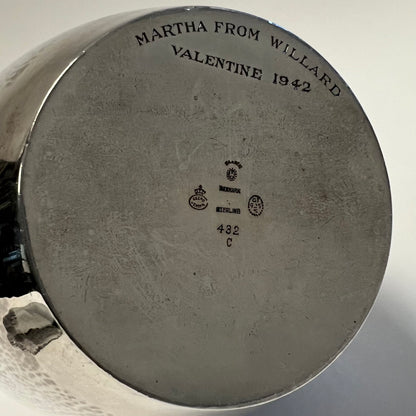 MARTHA FROM WILLARD
VALENTINE 1942
DENMARK
STERLING
432
C